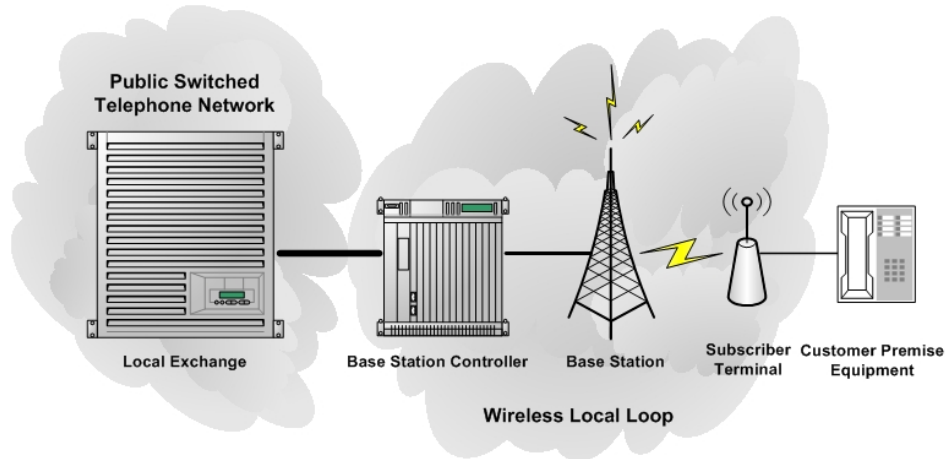 Public Switched
Telephone Network
Local Exchange
Base Station Controller
Base Station
Subscriber
Terminal
Customer Premise
Equipment
Wireless Local Loop